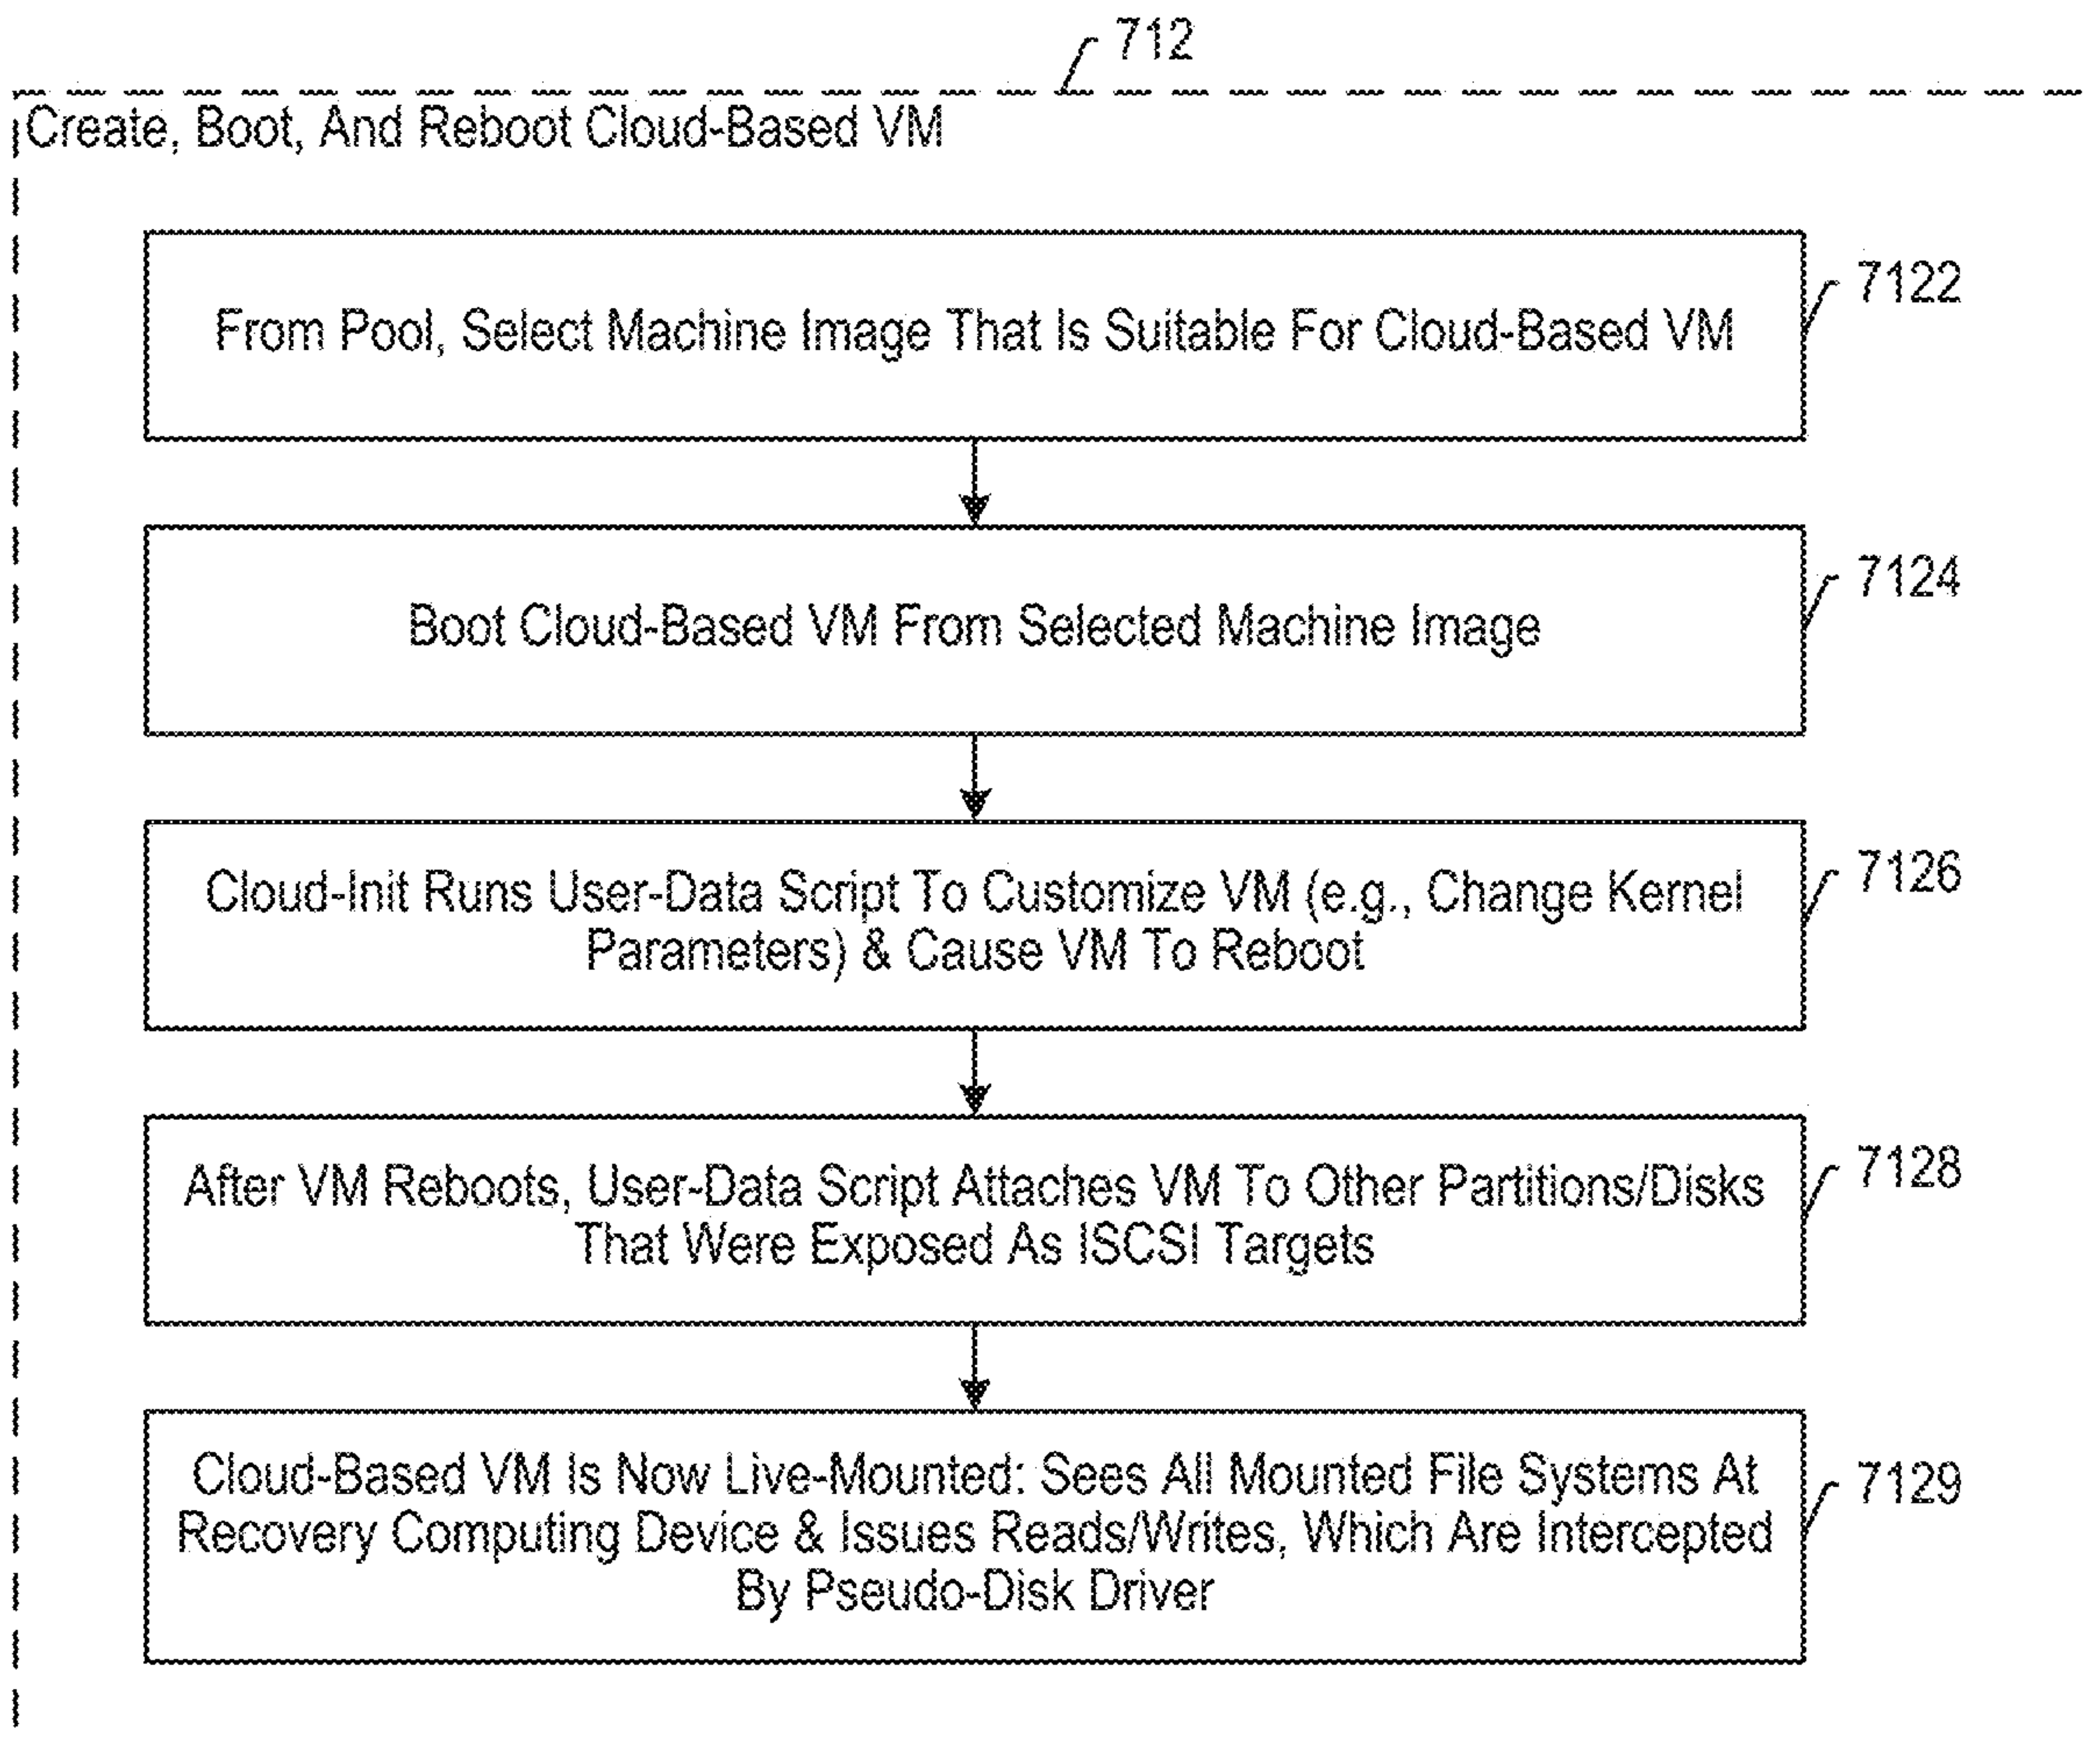 712
Create, Boot, And Reboot Cloud-Based VM
From Pool, Select Machine Image That Is Suitable For Cloud-Based VM
7122
Boot Cloud-Based VM From Selected Machine Image
7124
Cloud-Init Runs User-Data Script To Customize VM (e.g., Change Kernel
Parameters) & Cause VM To Reboot
7126
After VM Reboots, User-Data Script Attaches VM To Other Partitions/Disks
That Were Exposed As ISCSI Targets
7128
Cloud-Based VM Is Now Live-Mounted: Sees All Mounted File Systems At
Recovery Computing Device & Issues Reads/Writes, Which Are Intercepted
By Pseudo-Disk Driver
7129